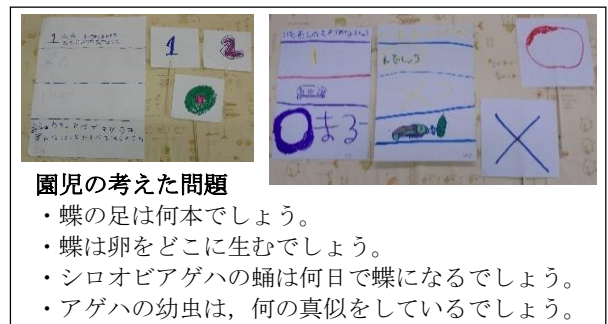 1
2
まる
園児の考えた問題
・蝶の足は何本でしょう。
・蝶は卵をどこに生むでしょう。
・シロオビアゲハの蛹は何日で蝶になるでしょう。
・アゲハの幼虫は，何の真似をしているでしょう。